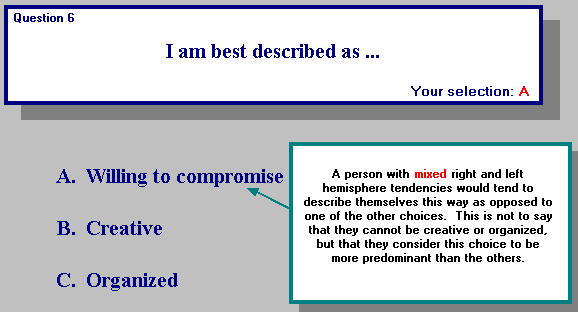 Question 6
I am best described as ...
Your selection: A
A. Willing to compromise
B. Creative
C. Organized
A person with mixed right and left
hemisphere tendencies would tend to
describe themselves this way as opposed to
one of the other choices. This is not to say
that they cannot be creative or organized,
but that they consider this choice to be
more predominant than the others.